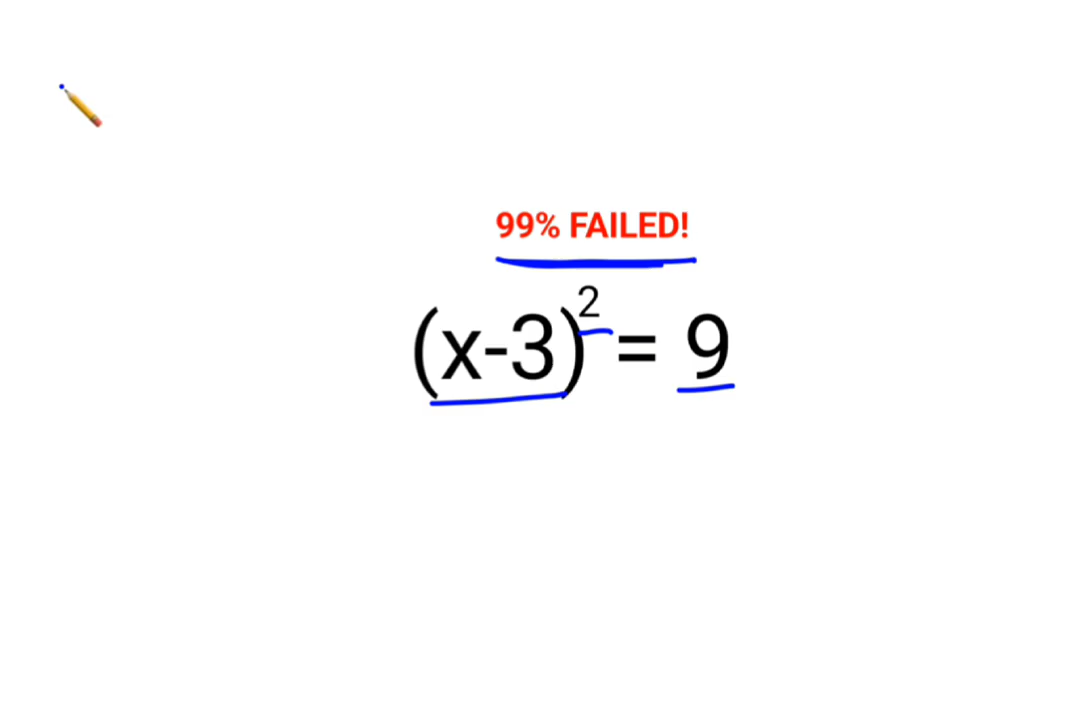 99% FAILED!
(x-3)² = 9